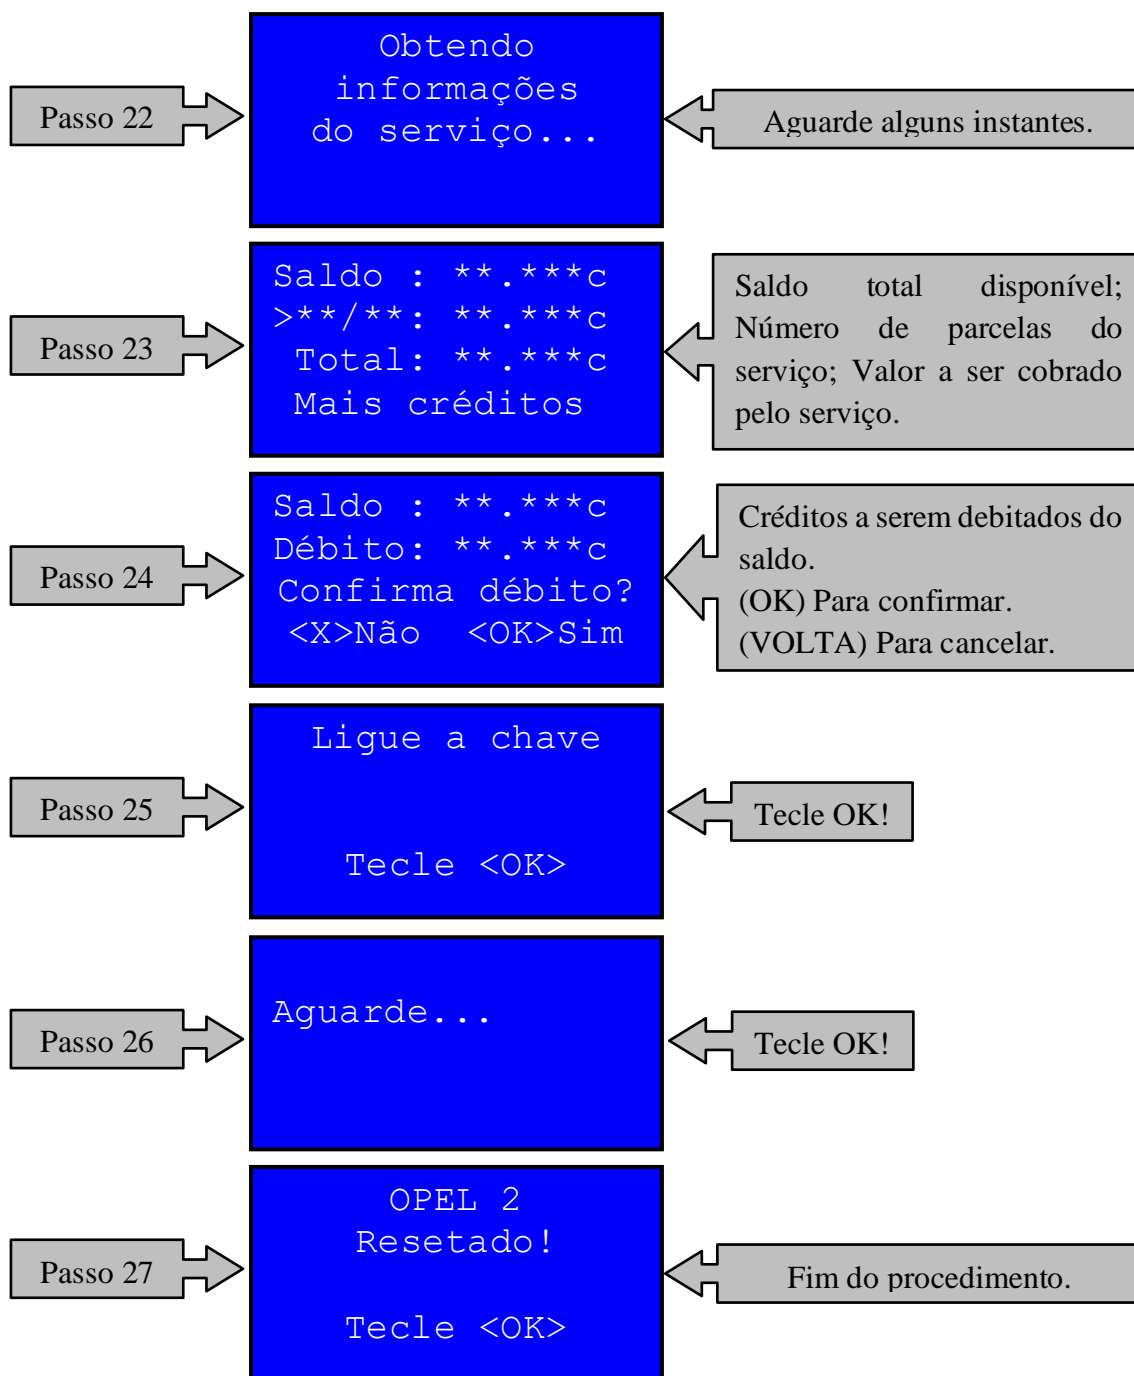 Passo 22
Obtendo
informações
do serviço...
Aguarde alguns instantes.
Passo 23
Saldo : **.***c
>**/**: **.***c
Total: **.***c
Mais créditos
Saldo total disponível;
Número de parcelas do
serviço; Valor a ser cobrado
pelo serviço.
Passo 24
Saldo : **.***c
Débito: **.***c
Confirma débito?
<X>Não <OK>Sim
Créditos a serem debitados do
saldo.
(OK) Para confirmar.
(VOLTA) Para cancelar.
Passo 25
Ligue a chave
Tecle <OK>
Tecle OK!
Passo 26
Aguarde...
Tecle OK!
Passo 27
OPEL 2
Resetado!
Tecle <OK>
Fim do procedimento.